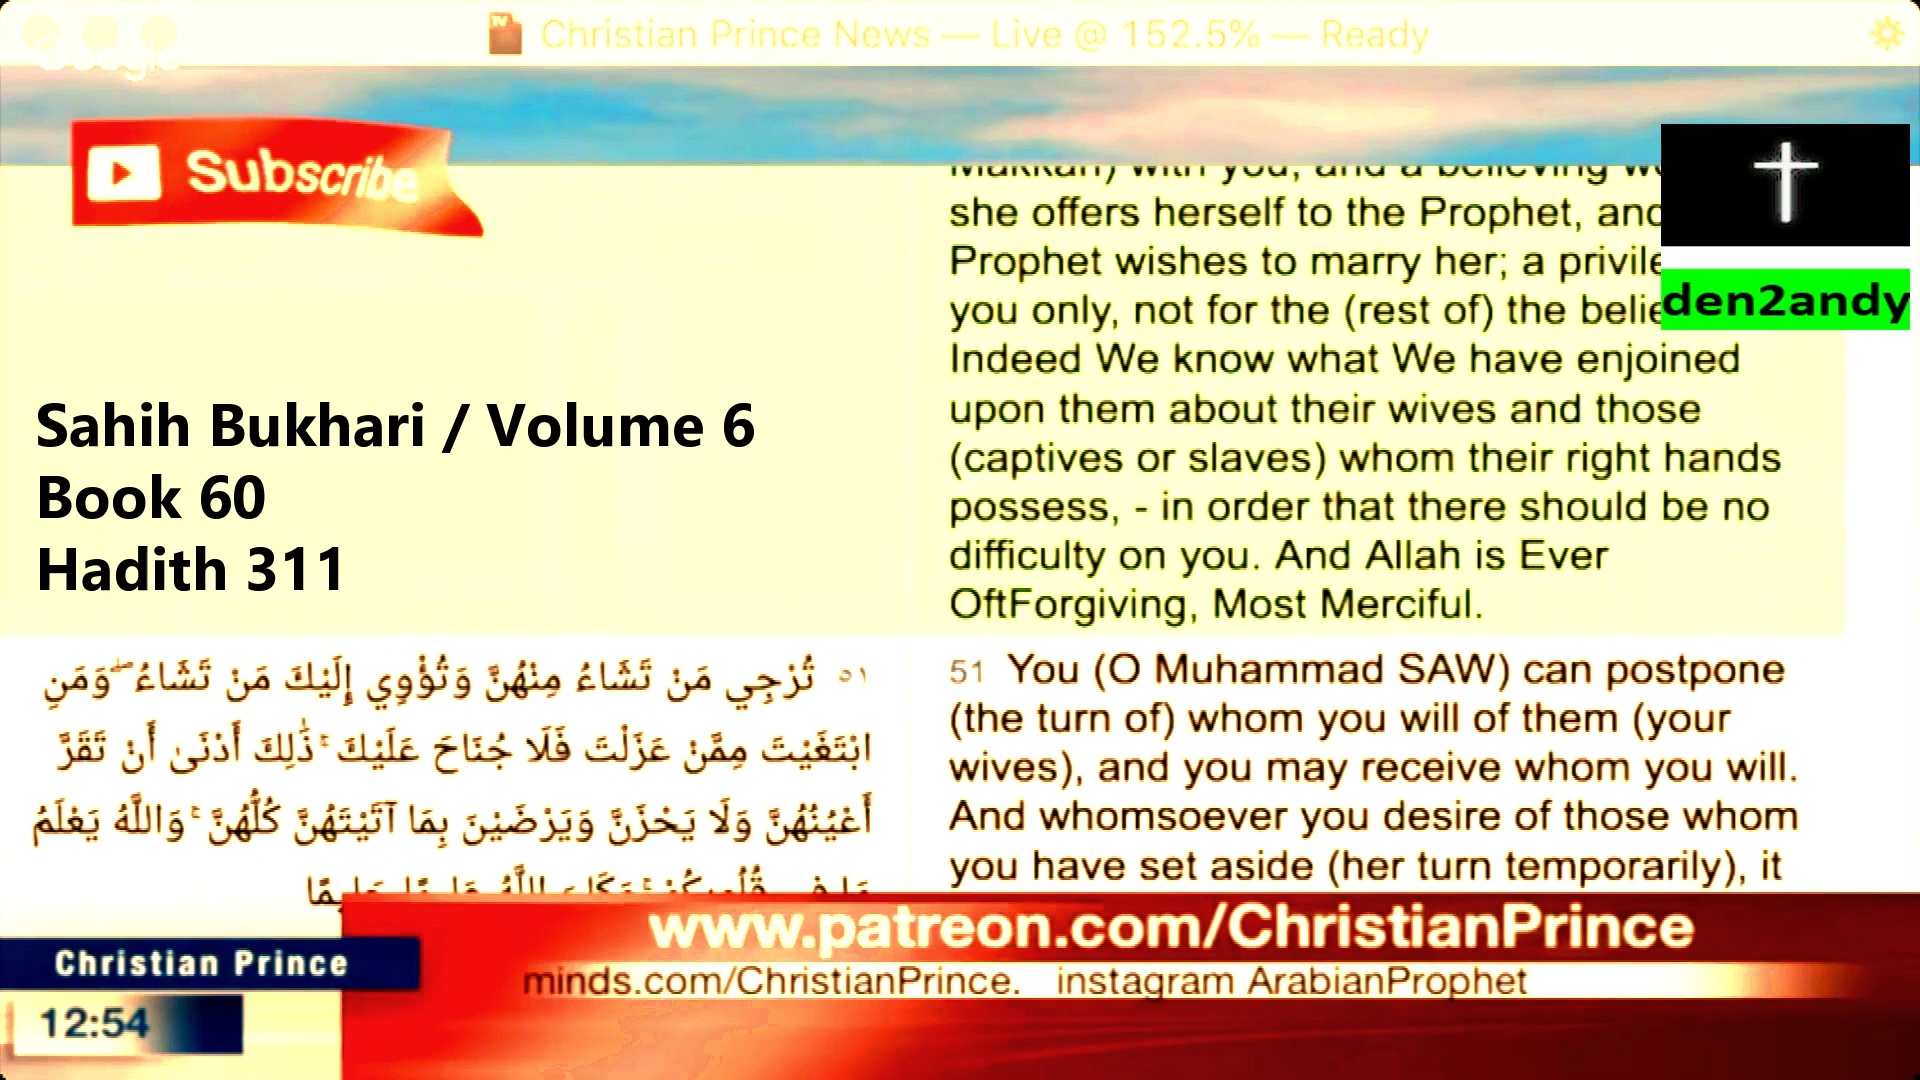 Christian Prince News — Live @ 152.5% — Ready
Google
Subscribe
with you, and a believing
she offers herself to the Prophet, and
Prophet wishes to marry her; a
you only, not for the (rest of) the
Indeed We know what We have enjoined
upon them about their wives and those
(captives or slaves) whom their right hands
possess, - in order that there should be no
difficulty on you. And Allah is Ever
OftForgiving, Most Merciful.
den2andy
Sahih Bukhari / Volume 6
Book 60
Hadith 311
٥١ تُرْجِي مَنْ تَشَاءُ مِنْهُنَّ وَتُؤْوِي إِلَيْكَ مَنْ تَشَاءُ ۖ وَمَنِ
ابْتَغَيْتَ مِمَّنْ عَزَلْتَ فَلَا جُنَاحَ عَلَيْكَ ۚ ذَٰلِكَ أَدْنَىٰ أَنْ تَقَرَّ
أَعْيُنُهُنَّ وَلَا يَحْزَنَّ وَيَرْضَيْنَ بِمَا آتَيْتَهُنَّ كُلُّهُنَّ ۚ وَاللَّهُ يَعْلَمُ
51 You (O Muhammad SAW) can postpone
(the turn of) whom you will of them (your
wives), and you may receive whom you will.
And whomsoever you desire of those whom
you have set aside (her turn temporarily), it
www.patreon.com/ChristianPrince
minds.com/ChristianPrince. instagram ArabianProphet
Christian Prince
12:54